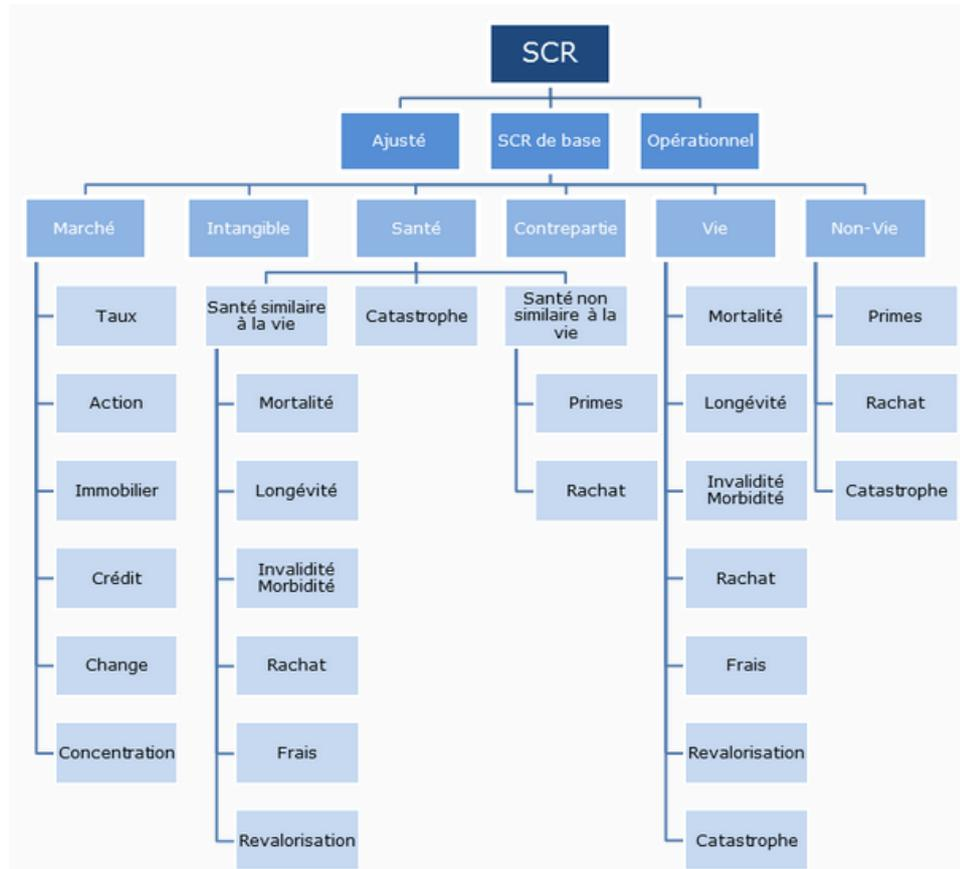 SCR
Ajusté
SCR de base
Opérationnel
Marché
Intangible
Santé
Contrepartie
Vie
Non-Vie
Taux
Action
Immobilier
Crédit
Change
Concentration
Santé similaire
à la vie
Mortalité
Longévité
Invalidité
Morbidité
Rachat
Frais
Revalorisation
Catastrophe
Santé non
similaire à la
vie
Primes
Rachat
Mortalité
Longévité
Invalidité
Morbidité
Rachat
Frais
Revalorisation
Catastrophe
Primes
Rachat
Catastrophe